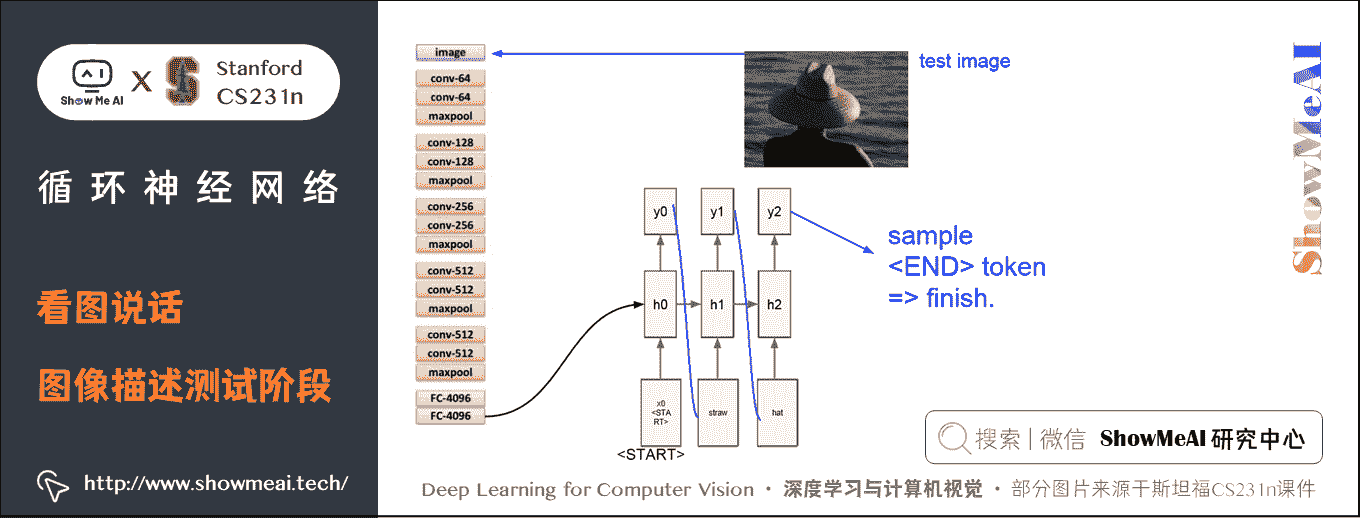 Show Me AI
X
Stanford
CS231n
循环神经网络
看图说话
图像描述测试阶段
http://www.showmeai.tech/
image
conv-64
conv-64
maxpool
conv-128
conv-128
maxpool
conv-256
conv-256
maxpool
conv-512
conv-512
maxpool
conv-512
conv-512
maxpool
FC-4096
FC-4096
test image
y0
y1
y2
sample
<END> token
=> finish.
h0
h1
h2
x0
<STA
RT>
straw
hat
<START>
ShowMeAI
搜索 | 微信 ShowMeAI 研究中心
Deep Learning for Computer Vision · 深度学习与计算机视觉 · 部分图片来源于斯坦福CS231n课件